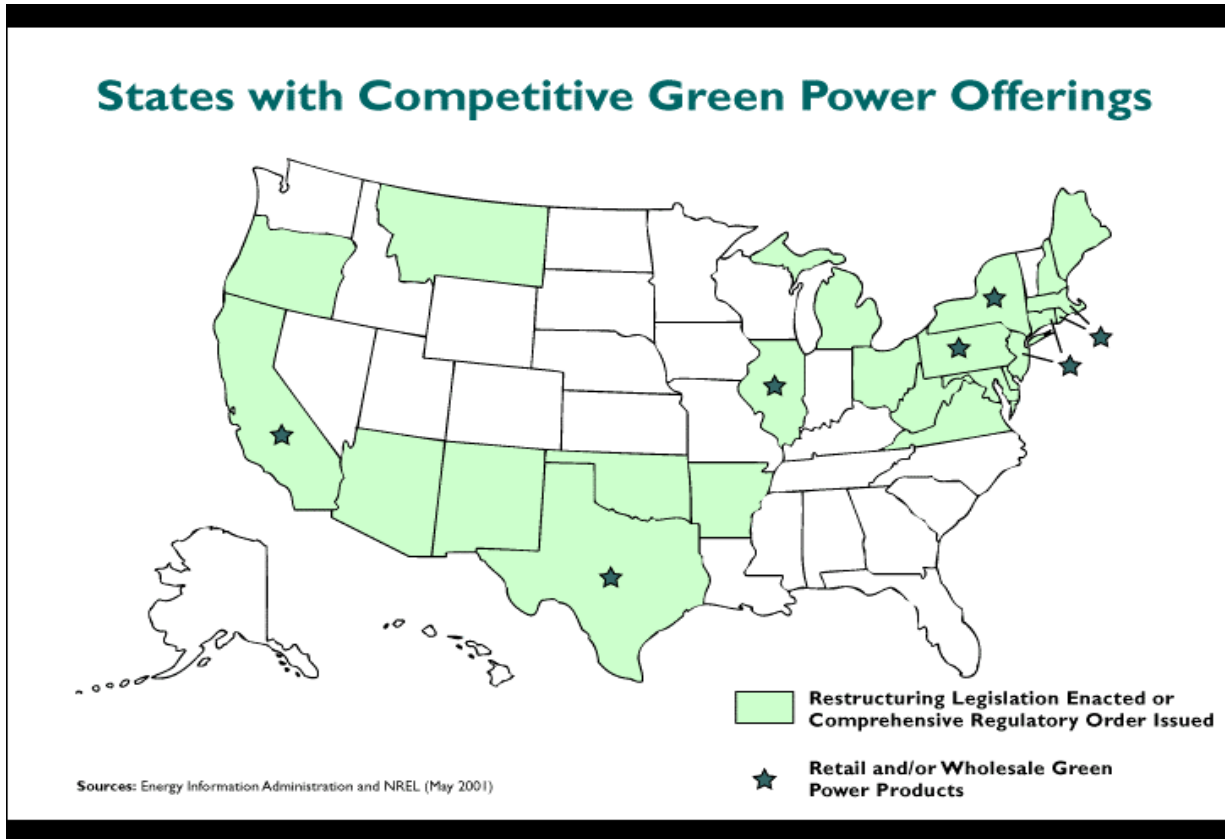 States with Competitive Green Power Offerings
Restructuring Legislation Enacted or
Comprehensive Regulatory Order Issued
Retail and/or Wholesale Green
Power Products
Sources: Energy Information Administration and NREL (May 2001)